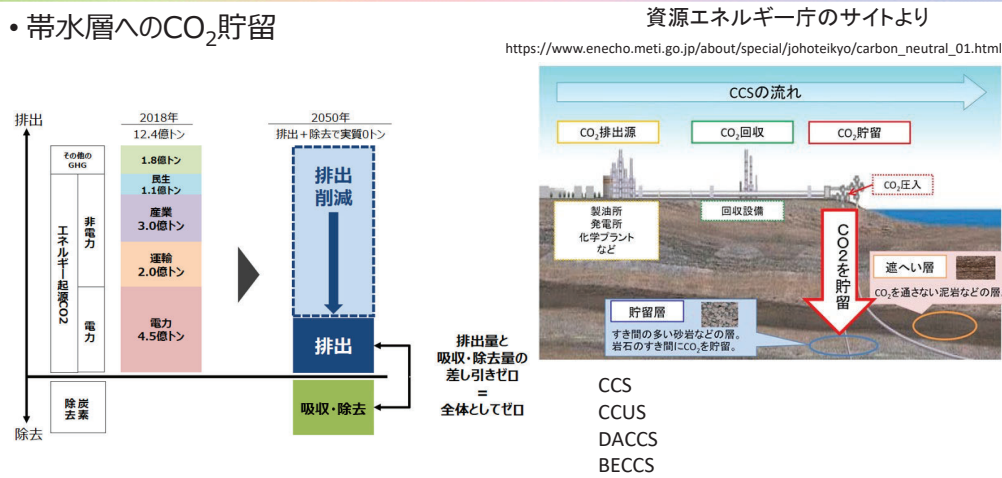 • 帯水層へのCO₂貯留
資源エネルギー庁のサイトより
https://www.enecho.meti.go.jp/about/special/johoteikyo/carbon_neutral_01.html
排出
2018年
12.4億トン
2050年
排出＋除去で実質0トン
その他の
GHG
1.8億トン
民生
1.1億トン
産業
3.0億トン
運輸
2.0億トン
電力
4.5億トン
エネルギー起源CO2
非電力
電力
排出
削減
排出
吸収・除去
排出量と
吸収・除去量の
差し引きゼロ
=
全体としてゼロ
炭素
除去
除去
CCSの流れ
CO₂排出源
CO₂回収
CO₂貯留
CO₂圧入
製油所
発電所
化学プラント
など
回収設備
CO2を貯留
遮へい層
CO₂を通さない泥岩などの層。
貯留層
すき間の多い砂岩などの層。
岩石のすき間にCO₂を貯留。
CCS
CCUS
DACCS
BECCS